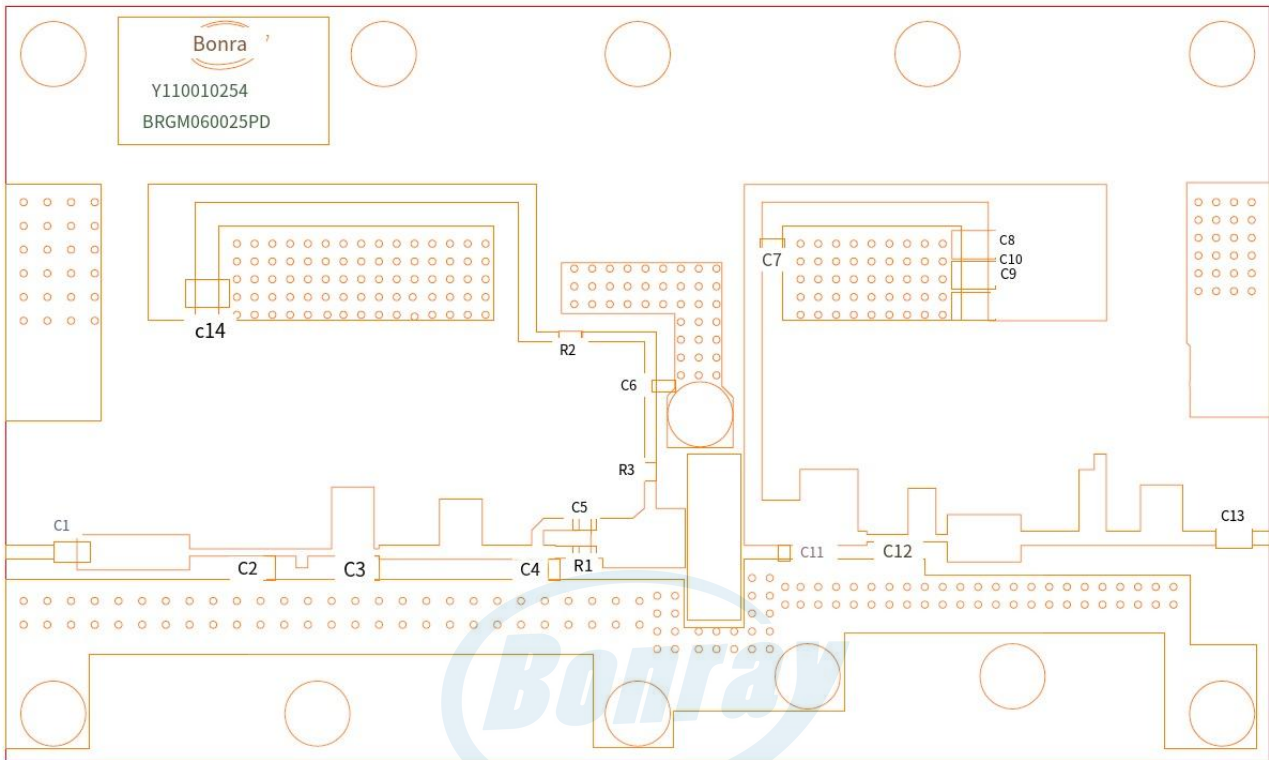 Bonra
Y110010254
BRGM060025PD
C8
C10
C9
C7
c14
R2
C6
R3
C5
C1
C13
C11
C12
C2
C3
C4
R1
Bonray